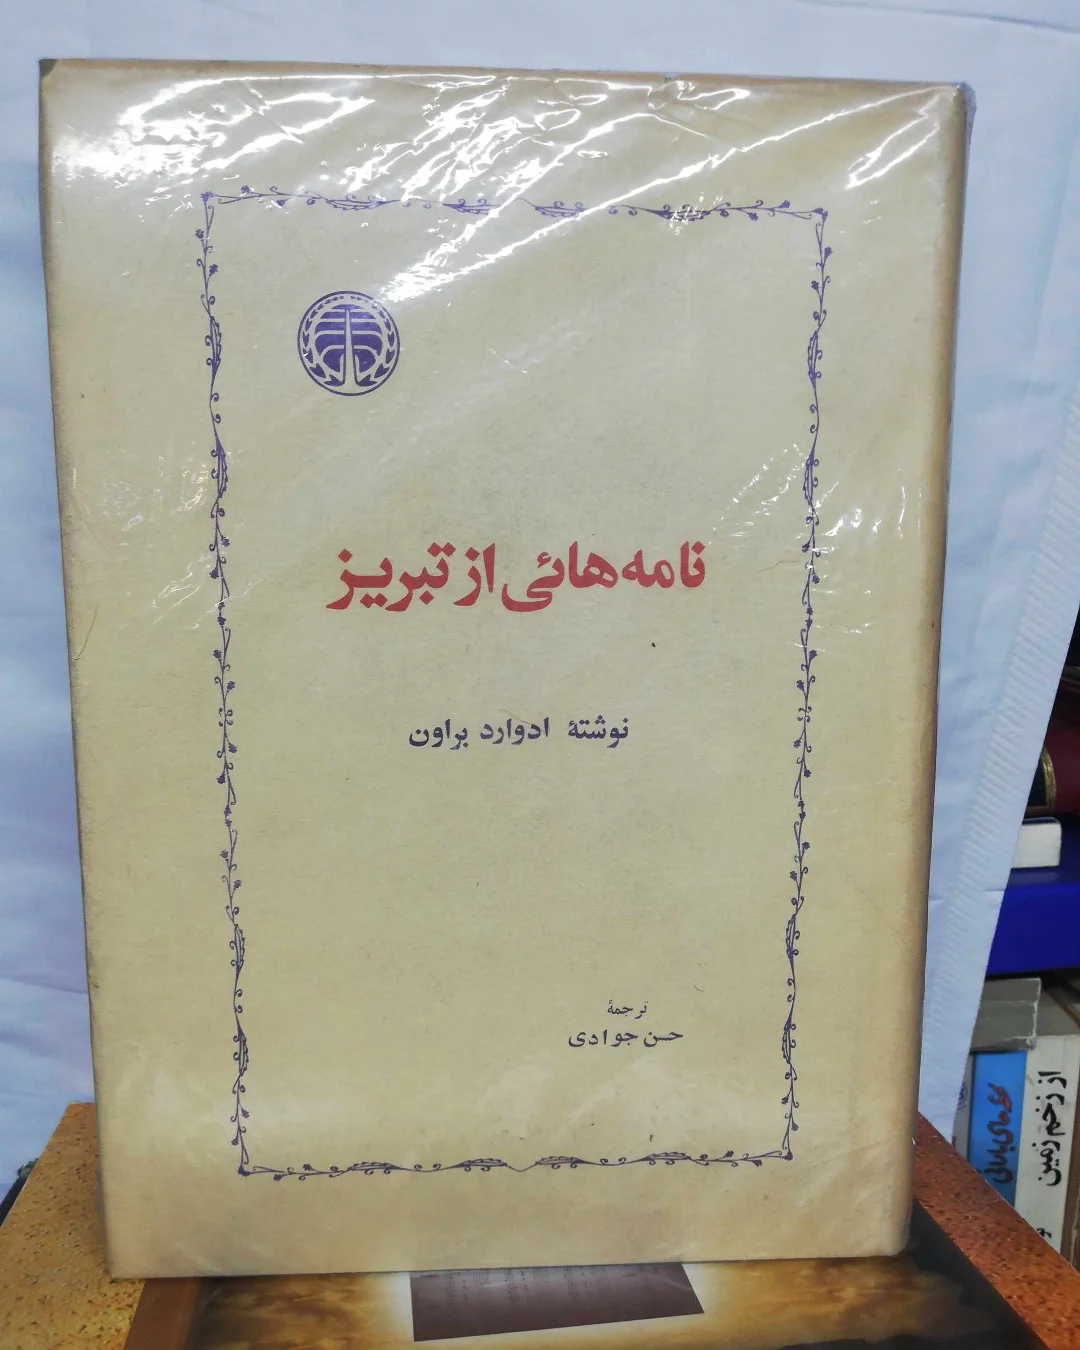 نامه‌هائی از تبریز
نوشتهٔ ادوارد براون
ترجمهٔ
حسن جوادی
از زخم زمین